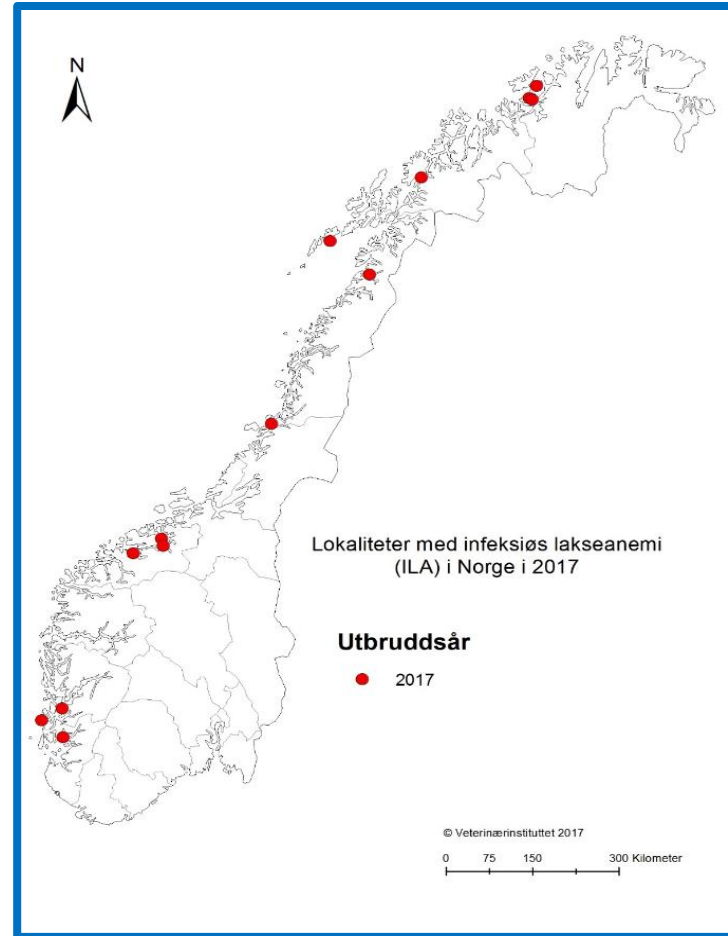 N
Lokaliteter med infeksiøs lakseanemi
(ILA) i Norge i 2017
Utbruddsår
2017
© Veterinærinstituttet 2017
0 75 150 300 Kilometer